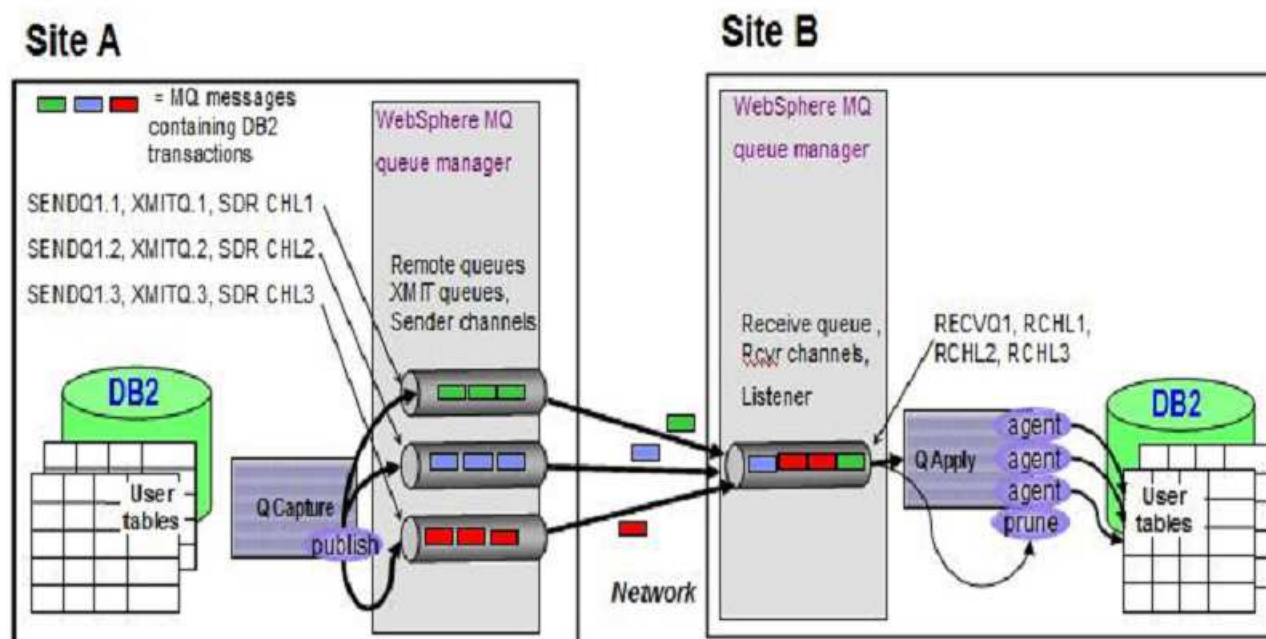 Site A
= MQ messages
containing DB2
transactions
WebSphere MQ
queue manager
SENDQ1.1, XMITQ.1, SDR CHL1
SENDQ1.2, XMITQ.2, SDR CHL2
SENDQ1.3, XMITQ.3, SDR CHL3
Remote queues
XMIT queues,
Sender channels
DB2
User
tables
Q Capture
publish
Network
Site B
WebSphere MQ
queue manager
Receive queue ,
Rcvr channels,
Listener
RECVQ1, RCHL1,
RCHL2, RCHL3
Q Apply
agent
agent
agent
prune
DB2
User
tables